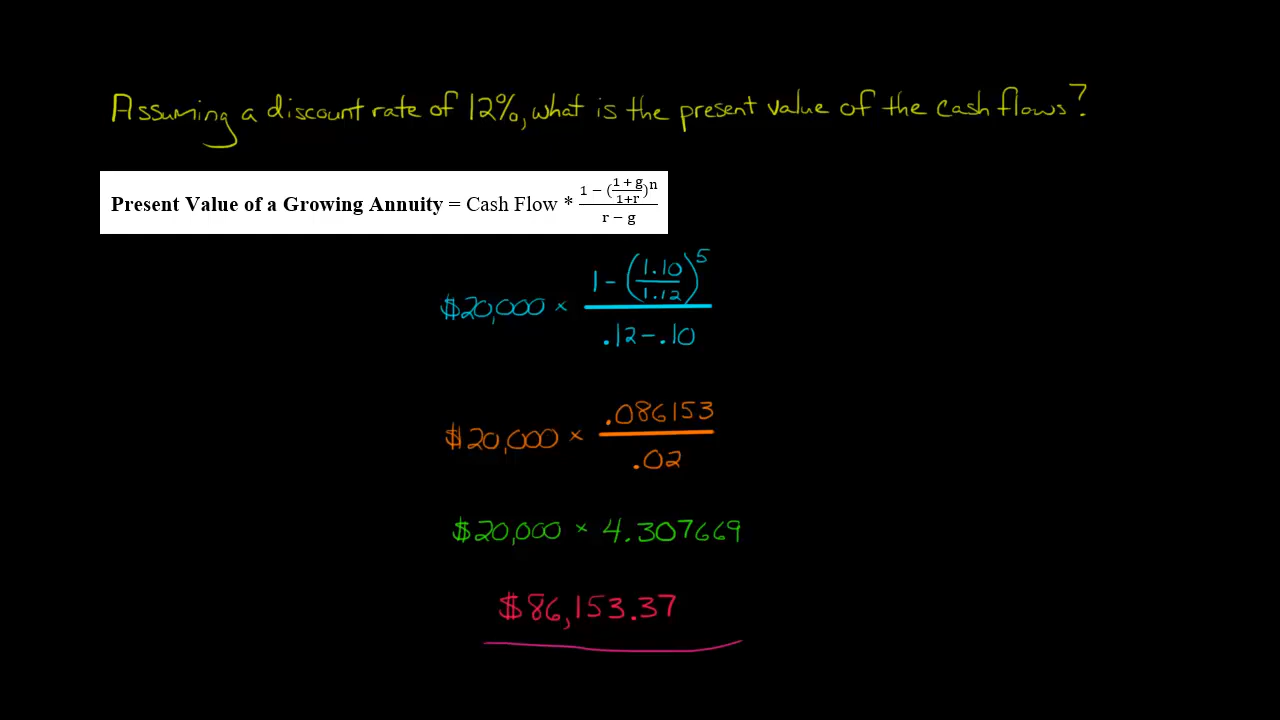 Assuming a discount rate of 12%, what is the present value of the cash flows?
Present Value of a Growing Annuity = Cash Flow * (1 − ((1 + g)/(1+r))^n)/(r − g)
$20,000 × (1 - (1.10/1.12)^5)/(.12 - .10)
$20,000 × .086153/.02
$20,000 × 4.307669
$86,153.37